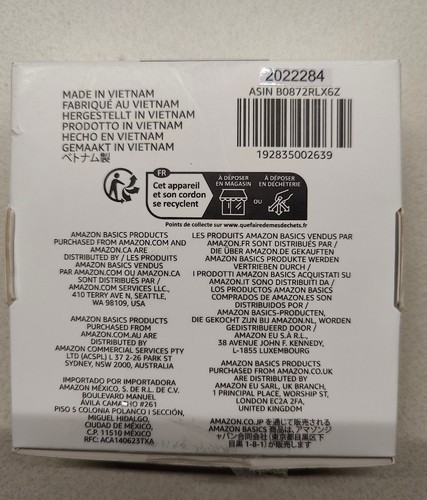 2022284
ASIN B0872RLX6Z
192835002639
MADE IN VIETNAM
FABRIQUÉ AU VIETNAM
HERGESTELLT IN VIETNAM
PRODOTTO IN VIETNAM
HECHO EN VIETNAM
GEMAAKT IN VIETNAM
ベトナム製
FR
Cet appareil
et son cordon
se recyclent
À DÉPOSER
EN MAGASIN
OU
À DÉPOSER
EN DÉCHÈTERIE
Points de collecte sur www.quefairedemesdechets.fr
AMAZON BASICS PRODUCTS
PURCHASED FROM AMAZON.COM AND
AMAZON.CA ARE
DISTRIBUTED BY / LES PRODUITS
AMAZON BASICS VENDUS
PAR AMAZON.COM OU AMAZON.CA
SONT DISTRIBUÉS PAR /
AMAZON.COM SERVICES LLC.,
410 TERRY AVE N, SEATTLE,
WA 98109, USA
AMAZON BASICS PRODUCTS
PURCHASED FROM
AMAZON.COM.AU ARE
DISTRIBUTED BY
AMAZON COMMERCIAL SERVICES PTY
LTD (ACSPL) L 37 2-26 PARK ST
SYDNEY, NSW 2000, AUSTRALIA
IMPORTADO POR IMPORTADORA
AMAZON MÉXICO, S. DE R.L. DE C.V.
BOULEVARD MANUEL
ÁVILA CAMACHO #261
PISO 5 COLONIA POLANCO I SECCIÓN,
MIGUEL HIDALGO,
CIUDAD DE MÉXICO,
C.P. 11510 MÉXICO
RFC: ACA140623TXA
LES PRODUITS AMAZON BASICS VENDUS PAR
AMAZON.FR SONT DISTRIBUÉS PAR /
DIE ÜBER AMAZON.DE GEKAUFTEN
AMAZON BASICS PRODUKTE WERDEN
VERTRIEBEN DURCH /
I PRODOTTI AMAZON BASICS ACQUISTATI SU
AMAZON.IT SONO DISTRIBUITI DA /
LOS PRODUCTOS AMAZON BASICS
COMPRADOS DE AMAZON.ES SON
DISTRIBUIDOS POR /
AMAZON BASICS-PRODUCTEN,
DIE GEKOCHT ZIJN BIJ AMAZON.NL, WORDEN
GEDISTRIBUEERD DOOR /
AMAZON EU S.À R.L.,
38 AVENUE JOHN F. KENNEDY,
L-1855 LUXEMBOURG
AMAZON BASICS PRODUCTS
PURCHASED FROM AMAZON.CO.UK
ARE DISTRIBUTED BY /
AMAZON EU SARL, UK BRANCH,
1 PRINCIPAL PLACE, WORSHIP ST,
LONDON EC2A 2FA,
UNITED KINGDOM
AMAZON.CO.JP を通じて販売される
AMAZON BASICS 商品は、アマゾンジ
ャパン合同会社（東京都目黒区下
目黒 1-8-1）が販売します